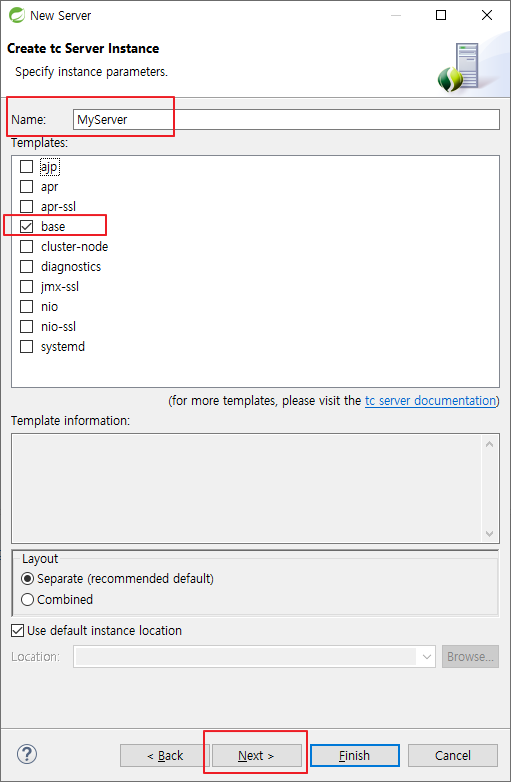 New Server
Create tc Server Instance
Specify instance parameters.
Name: MyServer
Templates:
ajp
apr
apr-ssl
base
cluster-node
diagnostics
jmx-ssl
nio
nio-ssl
systemd
(for more templates, please visit the tc server documentation)
Template information:
Layout
Separate (recommended default)
Combined
Use default instance location
Location: Browse...
? < Back Next > Finish Cancel